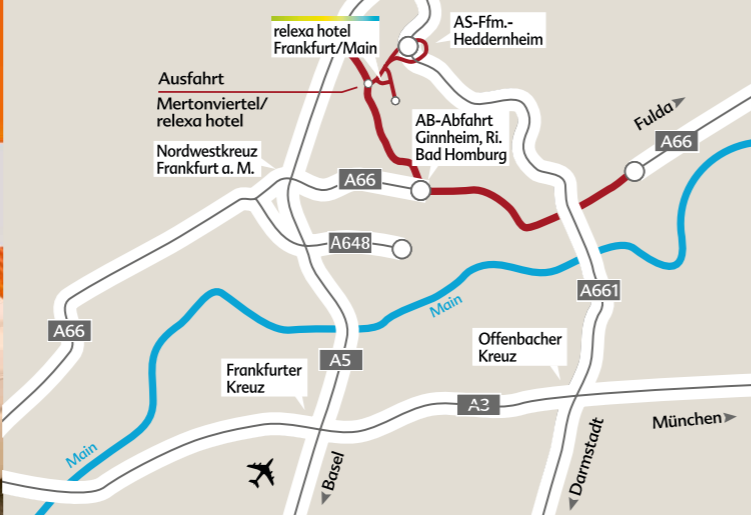 relexa hotel
Frankfurt/Main
AS-Ffm.-
Heddernheim
Ausfahrt
Mertonviertel/
relexa hotel
AB-Abfahrt
Ginnheim, Ri.
Bad Homburg
Fulda
A66
Nordwestkreuz
Frankfurt a. M.
A66
A648
A661
Main
A66
A5
Offenbacher
Kreuz
Frankfurter
Kreuz
A3
München
Main
Basel
Darmstadt